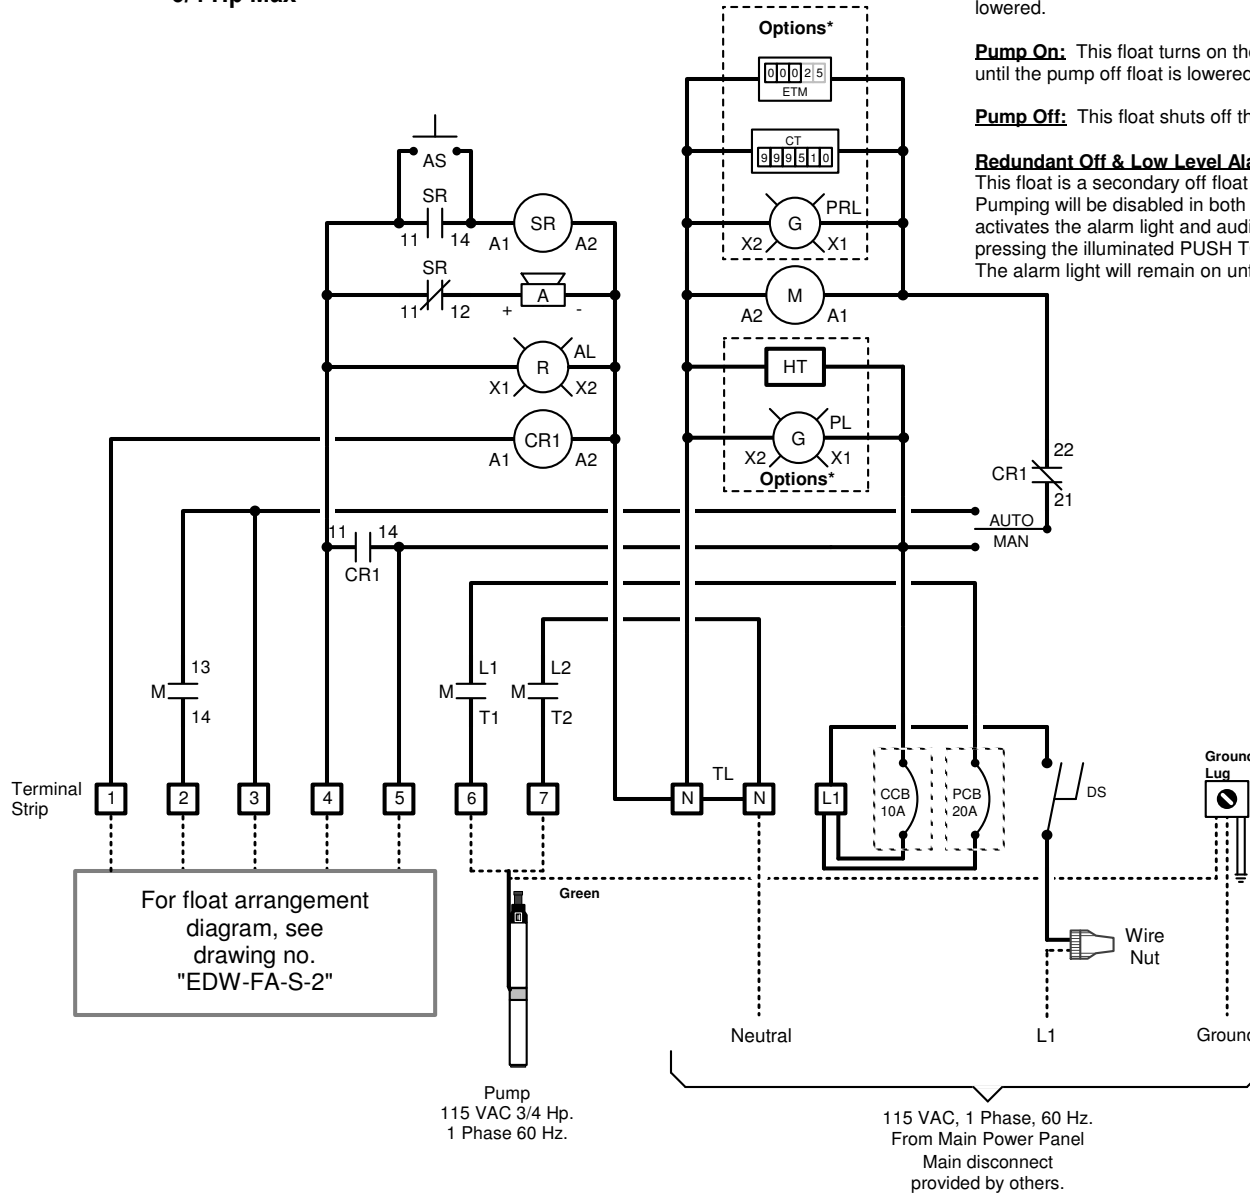 3/4 Hp Max
lowered.
Pump On: This float turns on the
until the pump off float is lowered
Pump Off: This float shuts off th
Redundant Off & Low Level Ala
This float is a secondary off float
Pumping will be disabled in both
activates the alarm light and audi
pressing the illuminated PUSH T
The alarm light will remain on unt
Options*
0 0 0 2 5
ETM
CT
9 9 9 5 1 0
G
PRL
X2
X1
M
A2
A1
HT
G
PL
X2
X1
Options*
AS
SR
11
14
A1
SR
A2
SR
11
12
+
A
-
R
AL
X1
X2
CR1
A1
A2
22
CR1
21
AUTO
MAN
11
14
CR1
13
M
14
L1
M
T1
L2
M
T2
Terminal
Strip
1
2
3
4
5
6
7
N
TL
N
L1
CCB
10A
PCB
20A
DS
Ground
Lug
For float arrangement
diagram, see
drawing no.
"EDW-FA-S-2"
Green
Wire
Nut
Neutral
L1
Ground
Pump
115 VAC 3/4 Hp.
1 Phase 60 Hz.
115 VAC, 1 Phase, 60 Hz.
From Main Power Panel
Main disconnect
provided by others.